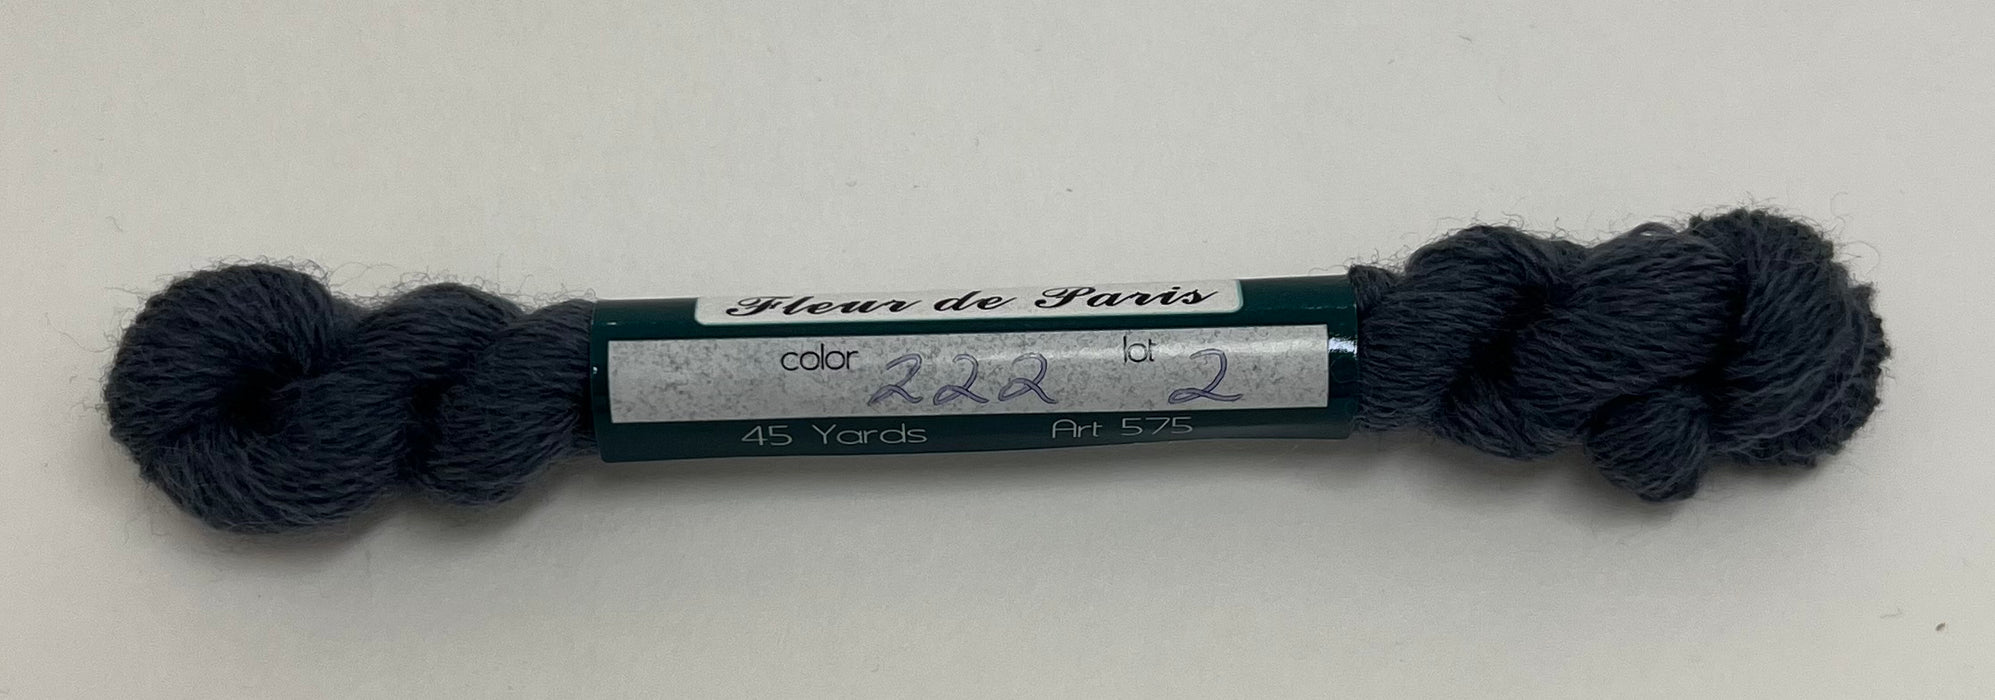 Fleur de Paris
color 222 lot 2
45 Yards Art 575